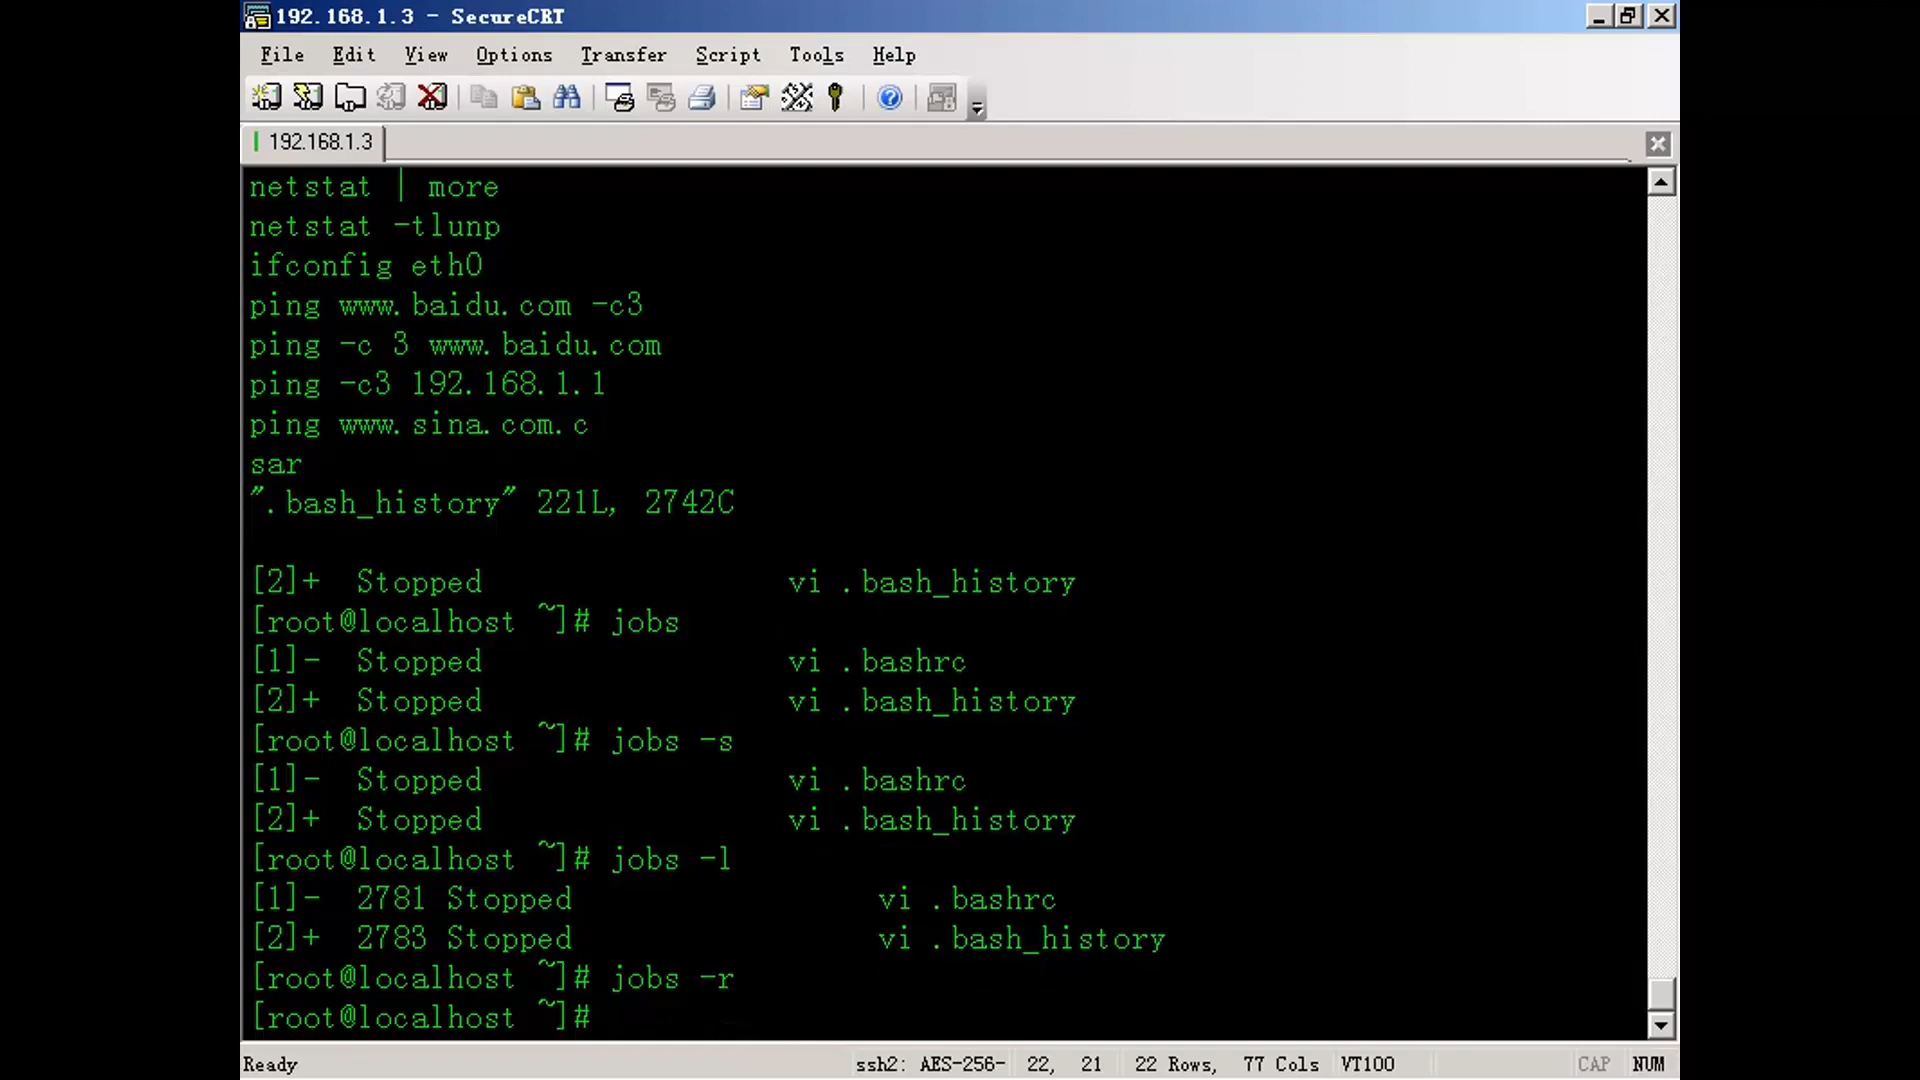 192.168.1.3 - SecureCRT
File Edit View Options Transfer Script Tools Help
192.168.1.3
netstat | more
netstat -tlunp
ifconfig eth0
ping www.baidu.com -c3
ping -c 3 www.baidu.com
ping -c3 192.168.1.1
ping www.sina.com.c
sar
".bash_history" 221L, 2742C
[2]+  Stopped                 vi .bash_history
[root@localhost ~]# jobs
[1]-  Stopped                 vi .bashrc
[2]+  Stopped                 vi .bash_history
[root@localhost ~]# jobs -s
[1]-  Stopped                 vi .bashrc
[2]+  Stopped                 vi .bash_history
[root@localhost ~]# jobs -l
[1]-  2781 Stopped                 vi .bashrc
[2]+  2783 Stopped                 vi .bash_history
[root@localhost ~]# jobs -r
[root@localhost ~]#
Ready ssh2: AES-256- 22, 21 22 Rows, 77 Cols VT100 CAP NUM